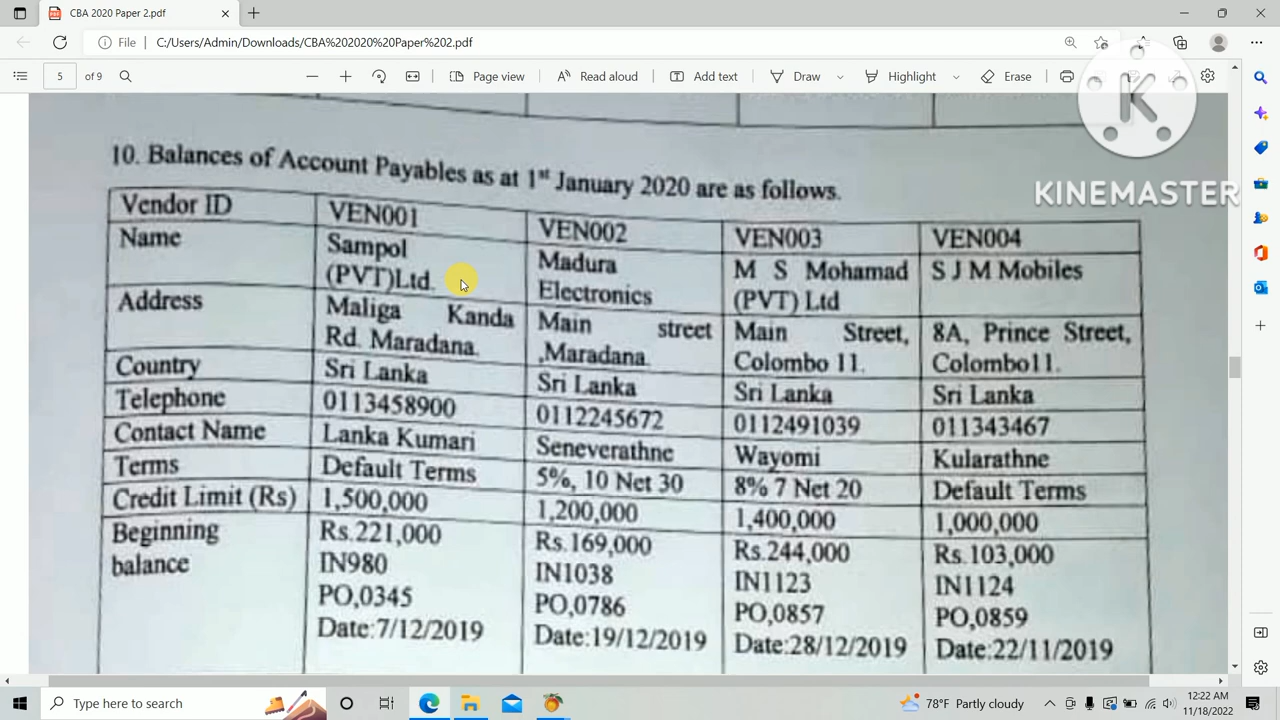 CBA 2020 Paper 2.pdf
File C:/Users/Admin/Downloads/CBA%202020%20Paper%202.pdf
5 of 9 Page view Read aloud Add text Draw Highlight Erase
KINEMASTER
10. Balances of Account Payables as at 1st January 2020 are as follows.
Vendor ID VEN001 VEN002 VEN003 VEN004
Name Sampol Madura M S Mohamad S J M Mobiles
(PVT)Ltd. Electronics (PVT) Ltd
Address Maliga Kanda Main street Main Street, 8A, Prince Street,
Rd. Maradana. ,Maradana. Colombo 11. Colombo11.
Country Sri Lanka Sri Lanka Sri Lanka Sri Lanka
Telephone 0113458900 0112245672 0112491039 011343467
Contact Name Lanka Kumari Seneverathne Wayomi Kularathne
Terms Default Terms 5%, 10 Net 30 8% 7 Net 20 Default Terms
Credit Limit (Rs) 1,500,000 1,200,000 1,400,000 1,000,000
Beginning Rs.221,000 Rs.169,000 Rs.244,000 Rs.103,000
balance IN980 IN1038 IN1123 IN1124
PO,0345 PO,0786 PO,0857 PO,0859
Date:7/12/2019 Date:19/12/2019 Date:28/12/2019 Date:22/11/2019
Type here to search
78°F Partly cloudy
12:22 AM
11/18/2022